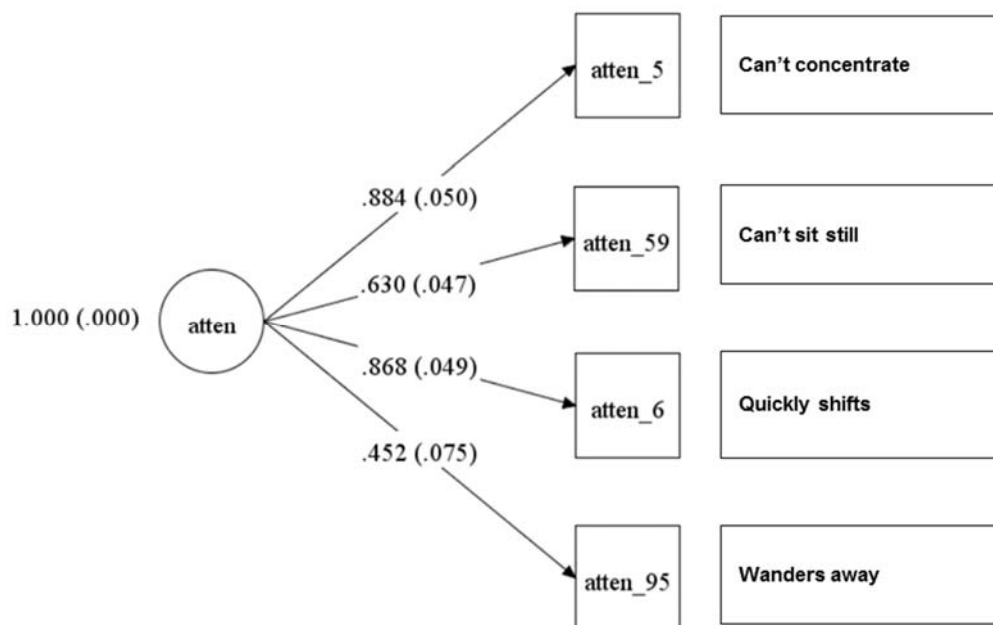 atten_5
Can't concentrate
.884 (.050)
atten_59
Can't sit still
.630 (.047)
1.000 (.000)
atten
.868 (.049)
atten_6
Quickly shifts
.452 (.075)
atten_95
Wanders away